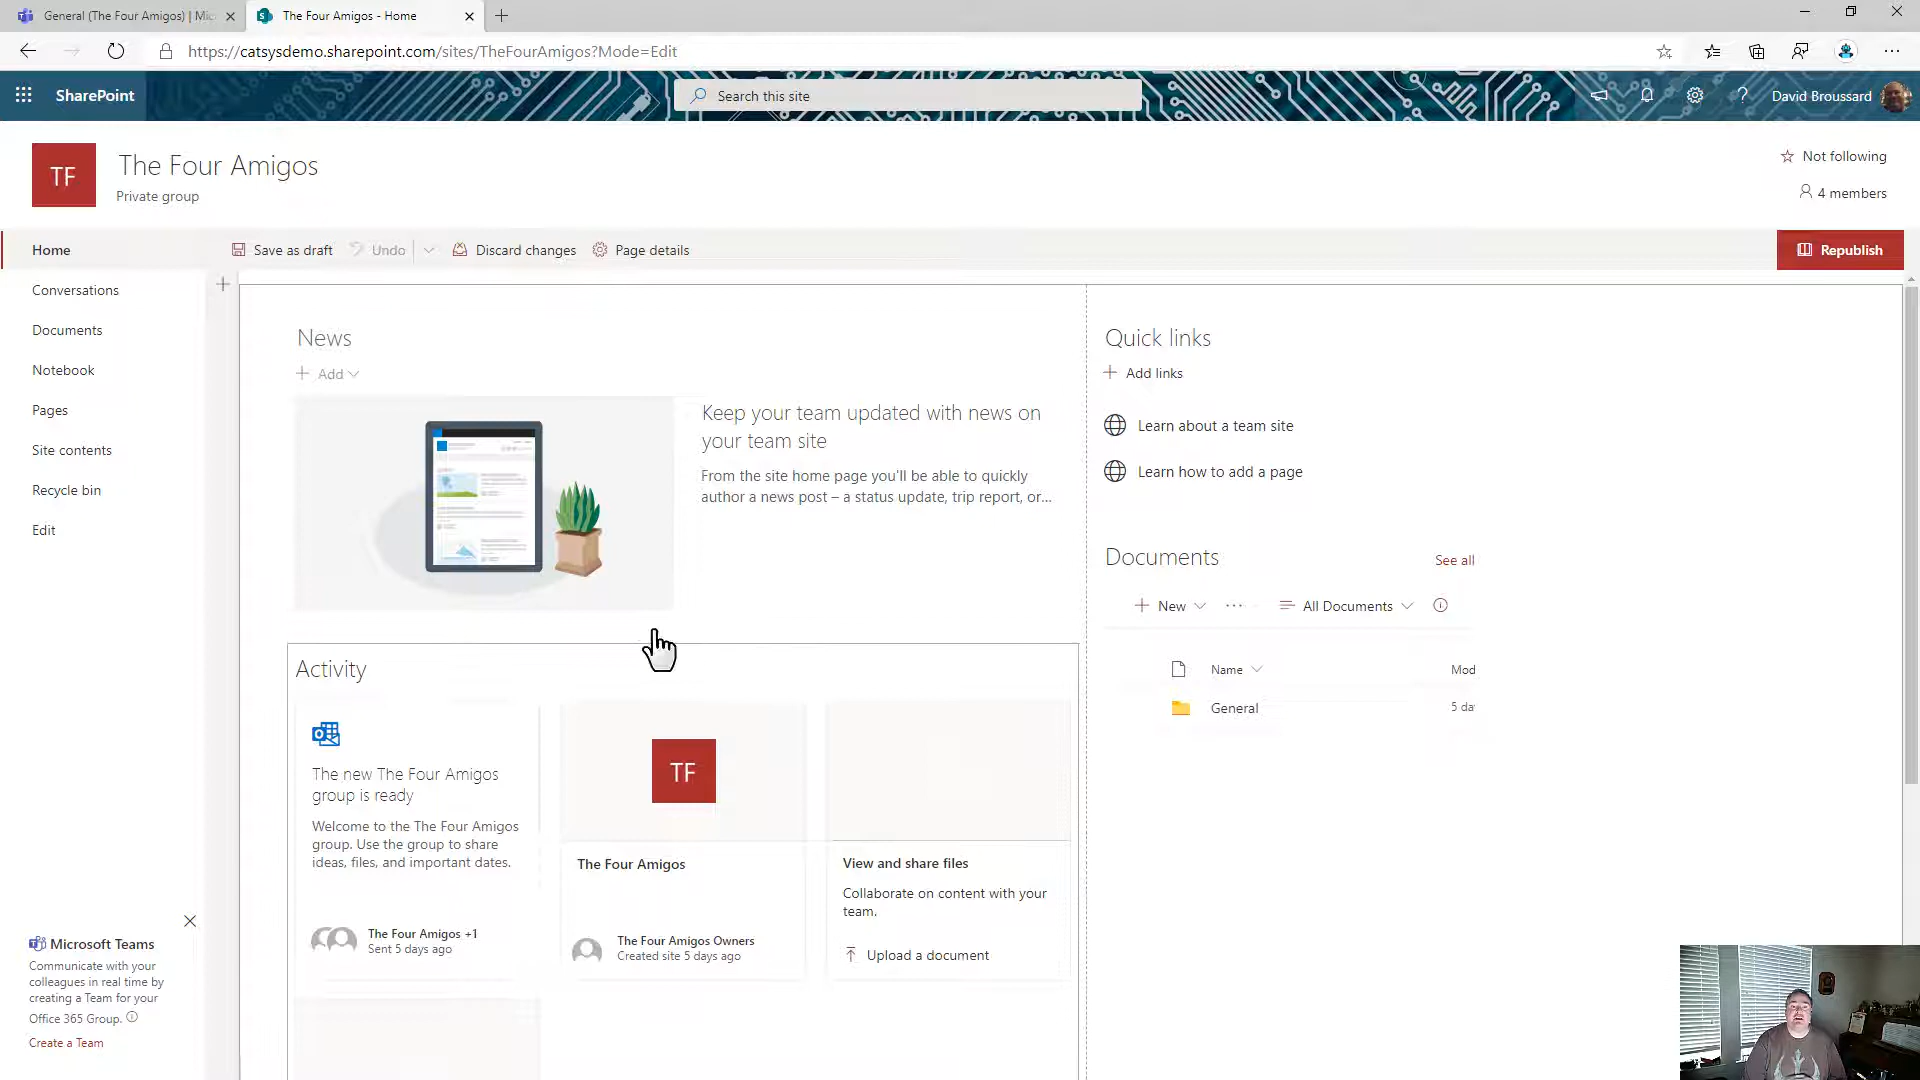 General (The Four Amigos) | Mic
The Four Amigos - Home
https://catsysdemo.sharepoint.com/sites/TheFourAmigos?Mode=Edit
SharePoint
Search this site
David Broussard
TF
The Four Amigos
Private group
Not following
4 members
Home
Save as draft
Undo
Discard changes
Page details
Republish
Conversations
Documents
Notebook
Pages
Site contents
Recycle bin
Edit
News
Add
Keep your team updated with news on
your team site
From the site home page you'll be able to quickly
author a news post – a status update, trip report, or...
Quick links
Add links
Learn about a team site
Learn how to add a page
Documents
See all
New
All Documents
Name
Mod
General
5 da
Activity
The new The Four Amigos
group is ready
Welcome to the The Four Amigos
group. Use the group to share
ideas, files, and important dates.
The Four Amigos +1
Sent 5 days ago
TF
The Four Amigos
The Four Amigos Owners
Created site 5 days ago
View and share files
Collaborate on content with your
team.
Upload a document
Microsoft Teams
Communicate with your
colleagues in real time by
creating a Team for your
Office 365 Group.
Create a Team